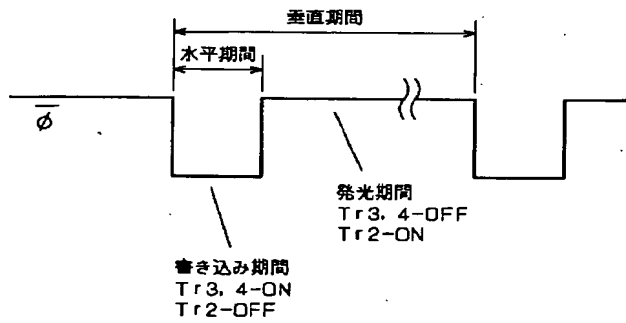 垂直期間
水平期間
φ
発光期間
Tr3, 4-OFF
Tr2-ON
書き込み期間
Tr3, 4-ON
Tr2-OFF